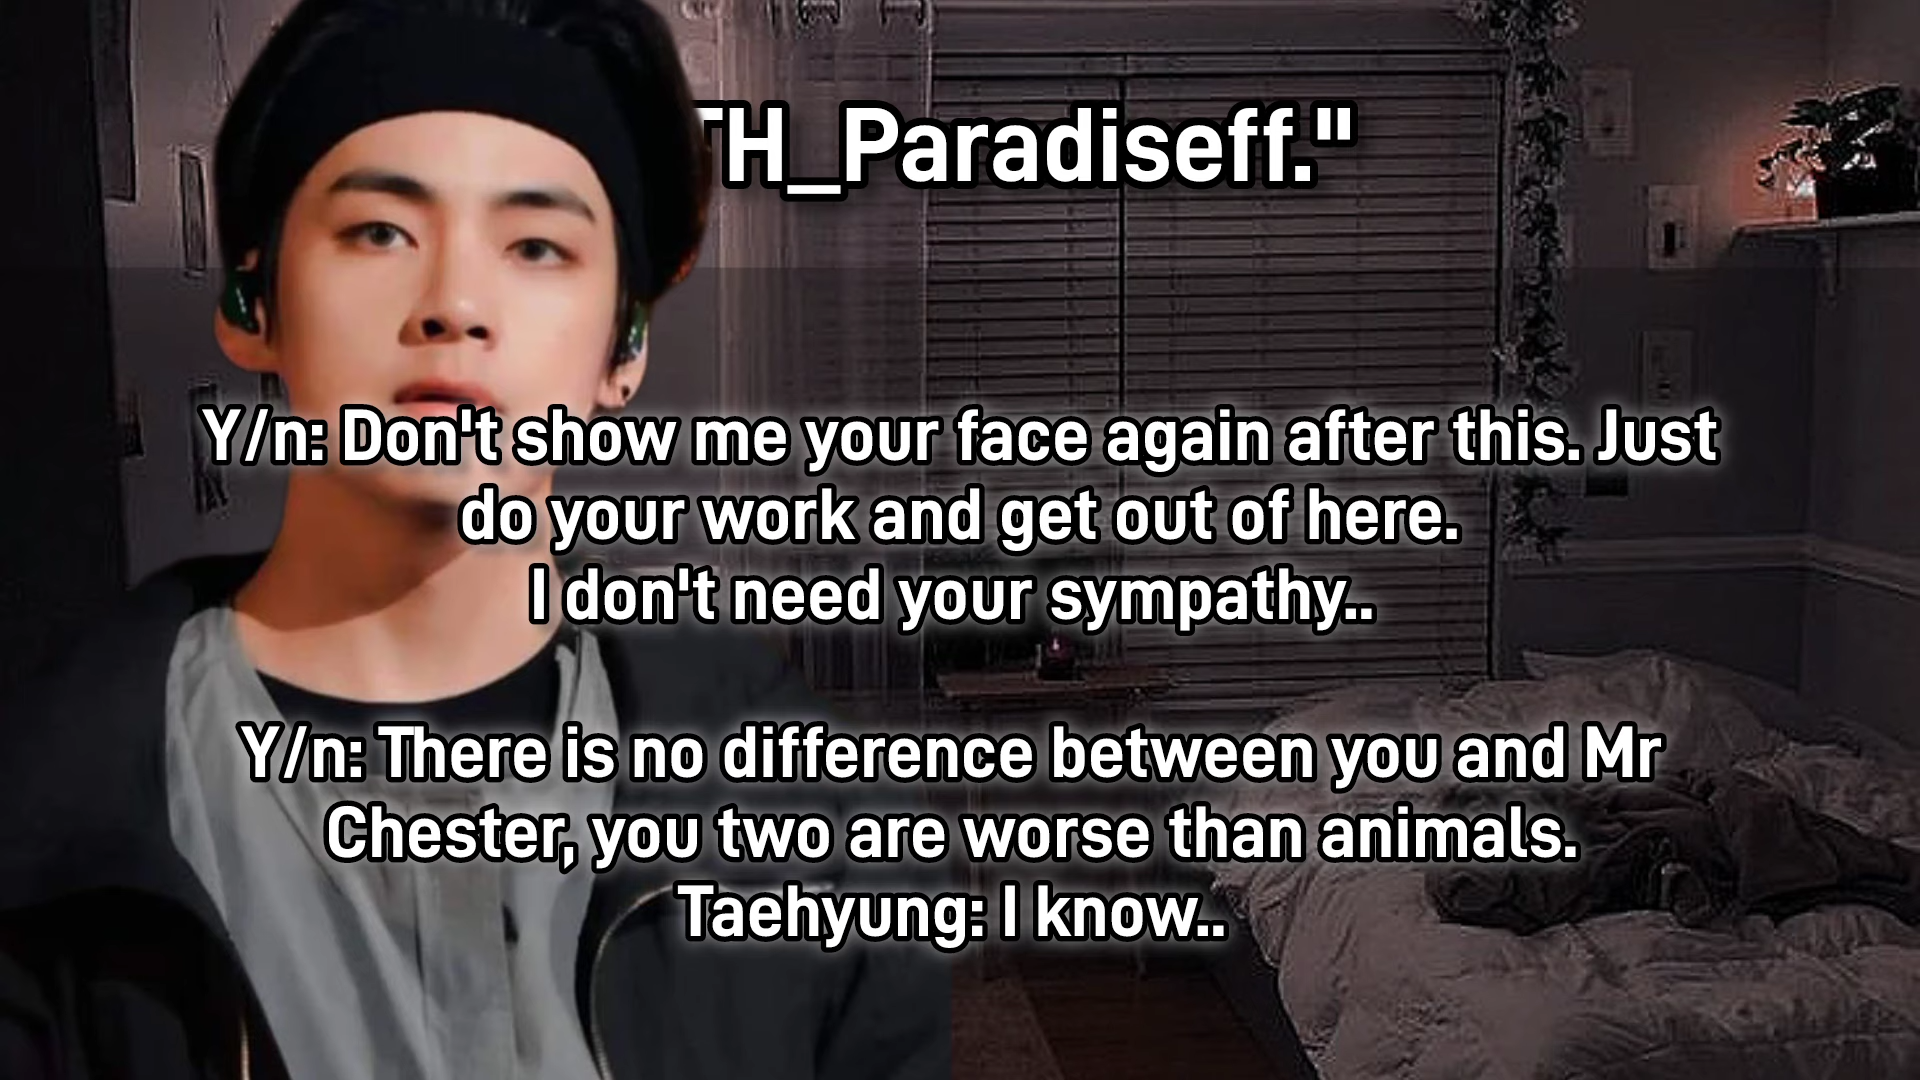 TH_Paradiseff."
Y/n: Don't show me your face again after this. Just
do your work and get out of here.
I don't need your sympathy..
Y/n: There is no difference between you and Mr
Chester, you two are worse than animals.
Taehyung: I know..